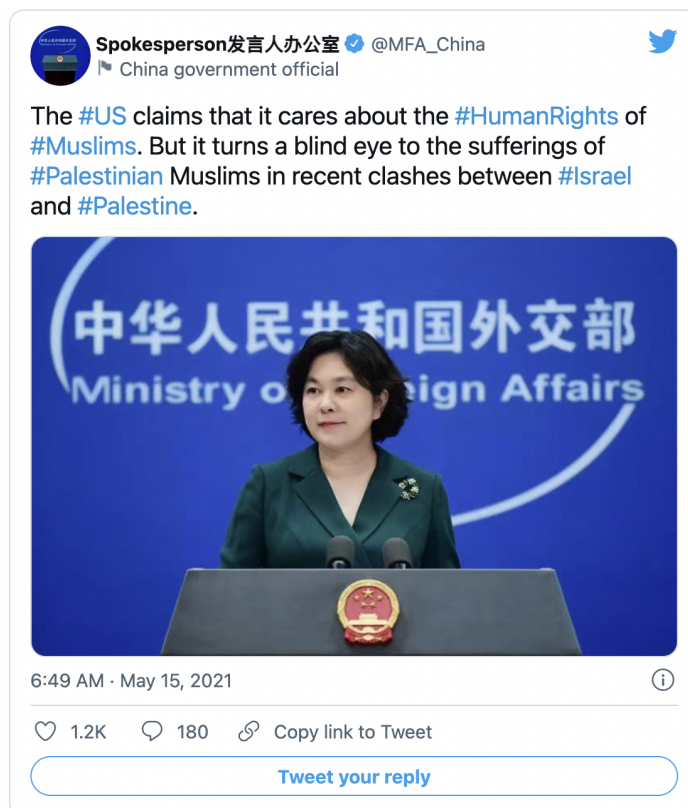 Spokesperson发言人办公室 @MFA_China
China government official
The #US claims that it cares about the #HumanRights of
#Muslims. But it turns a blind eye to the sufferings of
#Palestinian Muslims in recent clashes between #Israel
and #Palestine.
中华人民共和国外交部
Ministry o eign Affairs
6:49 AM · May 15, 2021
1.2K 180 Copy link to Tweet
Tweet your reply